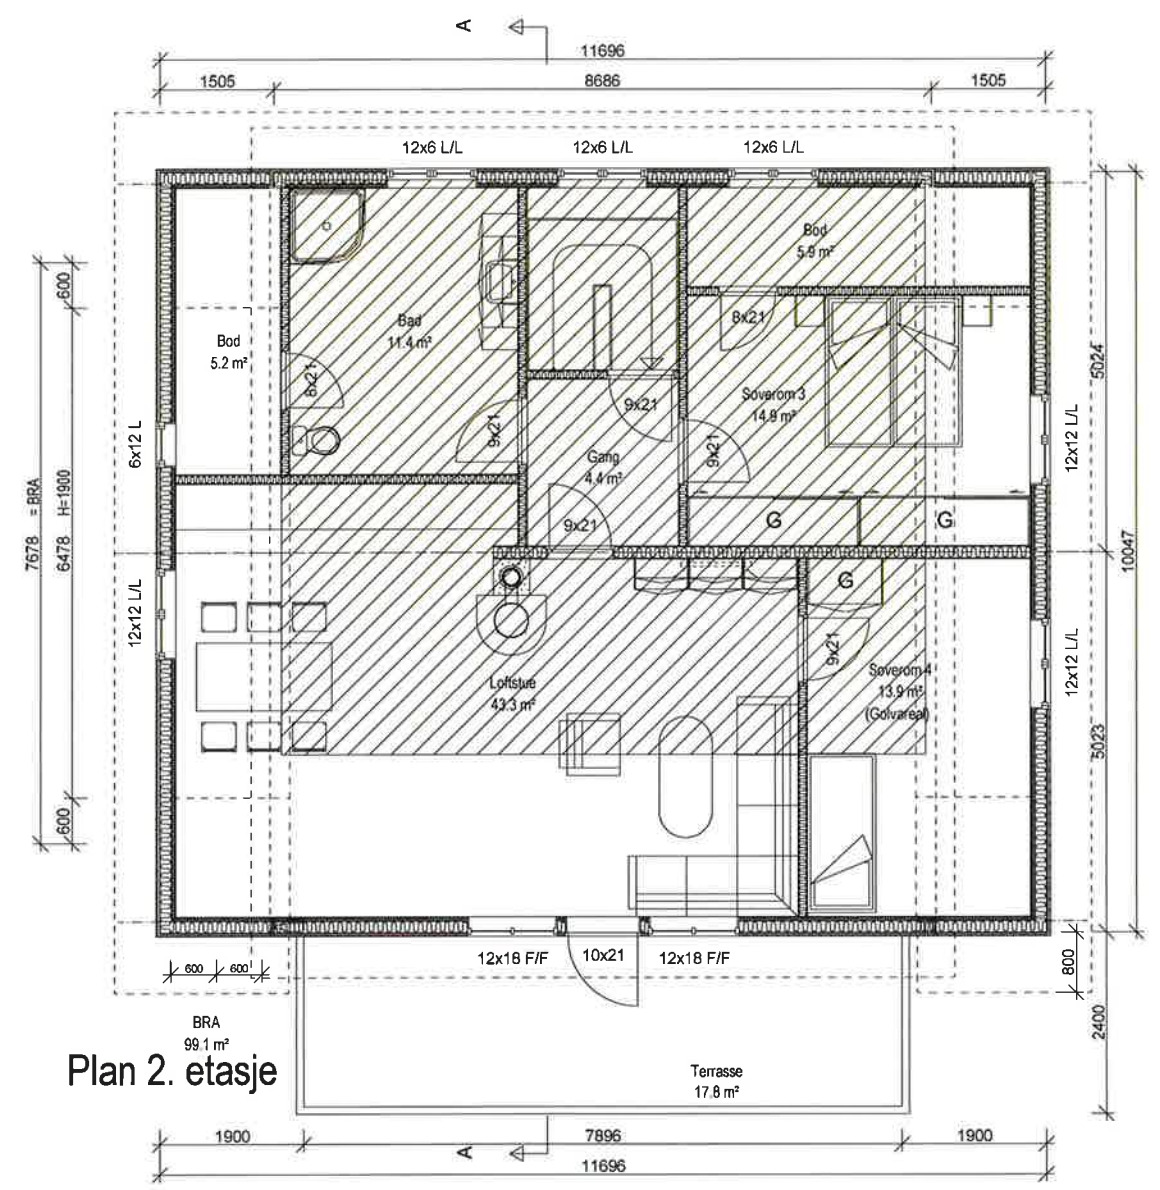 A
11696
1505
8686
1505
12x6 L/L
12x6 L/L
12x6 L/L
Bod
5.9 m²
600
Bad
11.4 m²
8x21
Bod
5.2 m²
5024
8x21
Søverom 3
14.9 m²
9x21
6x12 L
9x21
9x21
12x12 L/L
Gang
4.4 m²
7678 = BRA
6478 H=1900
9x21
G
G
10047
12x12 L/L
G
9x21
12x12 L/L
Søverom 4
13.9 m²
(Golvareal)
Loftstue
43.3 m²
5023
600
12x18 F/F
10x21
12x18 F/F
600
600
800
BRA
99.1 m²
2400
Plan 2. etasje
Terrasse
17.8 m²
1900
7896
1900
A
11696